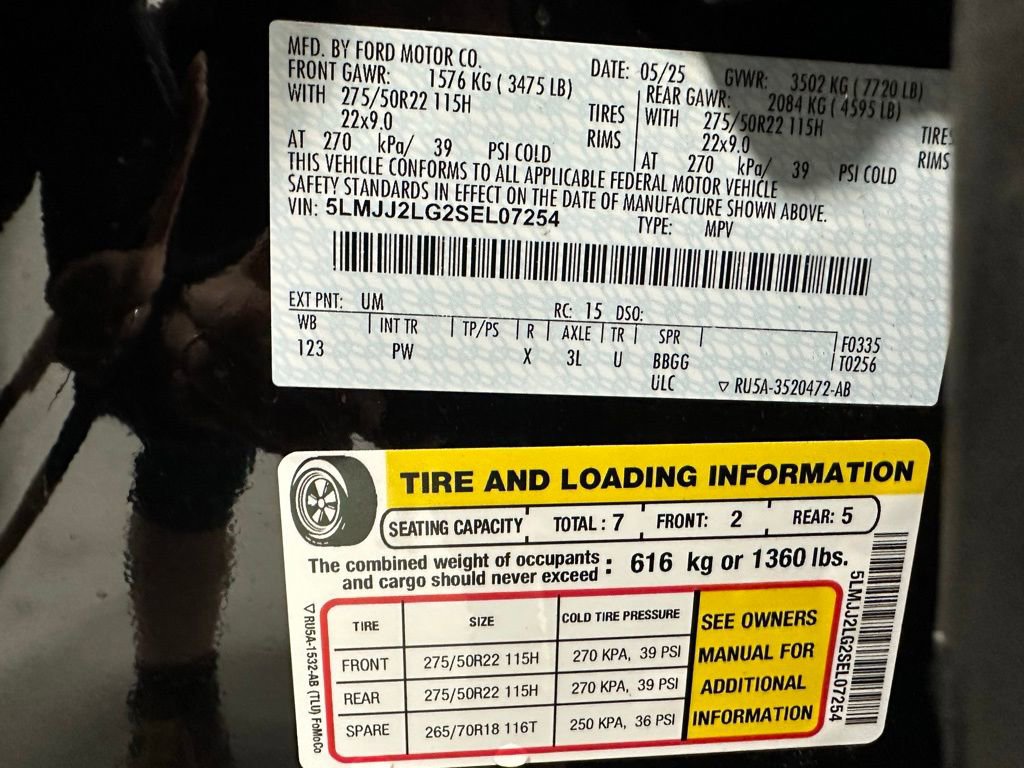 MFD. BY FORD MOTOR CO.
DATE: 05/25 GVWR: 3502 KG ( 7720 LB)
FRONT GAWR: 1576 KG ( 3475 LB)
WITH 275/50R22 115H TIRES
22x9.0 RIMS
AT 270 kPa/ 39 PSI COLD
REAR GAWR: 2084 KG ( 4595 LB)
WITH 275/50R22 115H TIRES
22x9.0 RIMS
AT 270 kPa/ 39 PSI COLD
THIS VEHICLE CONFORMS TO ALL APPLICABLE FEDERAL MOTOR VEHICLE
SAFETY STANDARDS IN EFFECT ON THE DATE OF MANUFACTURE SHOWN ABOVE.
VIN: 5LMJJ2LG2SEL07254 TYPE: MPV
EXT PNT: UM RC: 15 DSO:
WB INT TR TP/PS R AXLE TR SPR F0335
123 PW X 3L U BBGG T0256
ULC ▽ RU5A-3520472-AB
TIRE AND LOADING INFORMATION
SEATING CAPACITY TOTAL : 7 FRONT: 2 REAR: 5
The combined weight of occupants
and cargo should never exceed : 616 kg or 1360 lbs.
TIRE SIZE COLD TIRE PRESSURE
FRONT 275/50R22 115H 270 KPA, 39 PSI
REAR 275/50R22 115H 270 KPA, 39 PSI
SPARE 265/70R18 116T 250 KPA, 36 PSI
SEE OWNERS
MANUAL FOR
ADDITIONAL
INFORMATION
5LMJJ2LG2SEL07254
▽ RU5A-1532-AB (TLU) FoMoCo